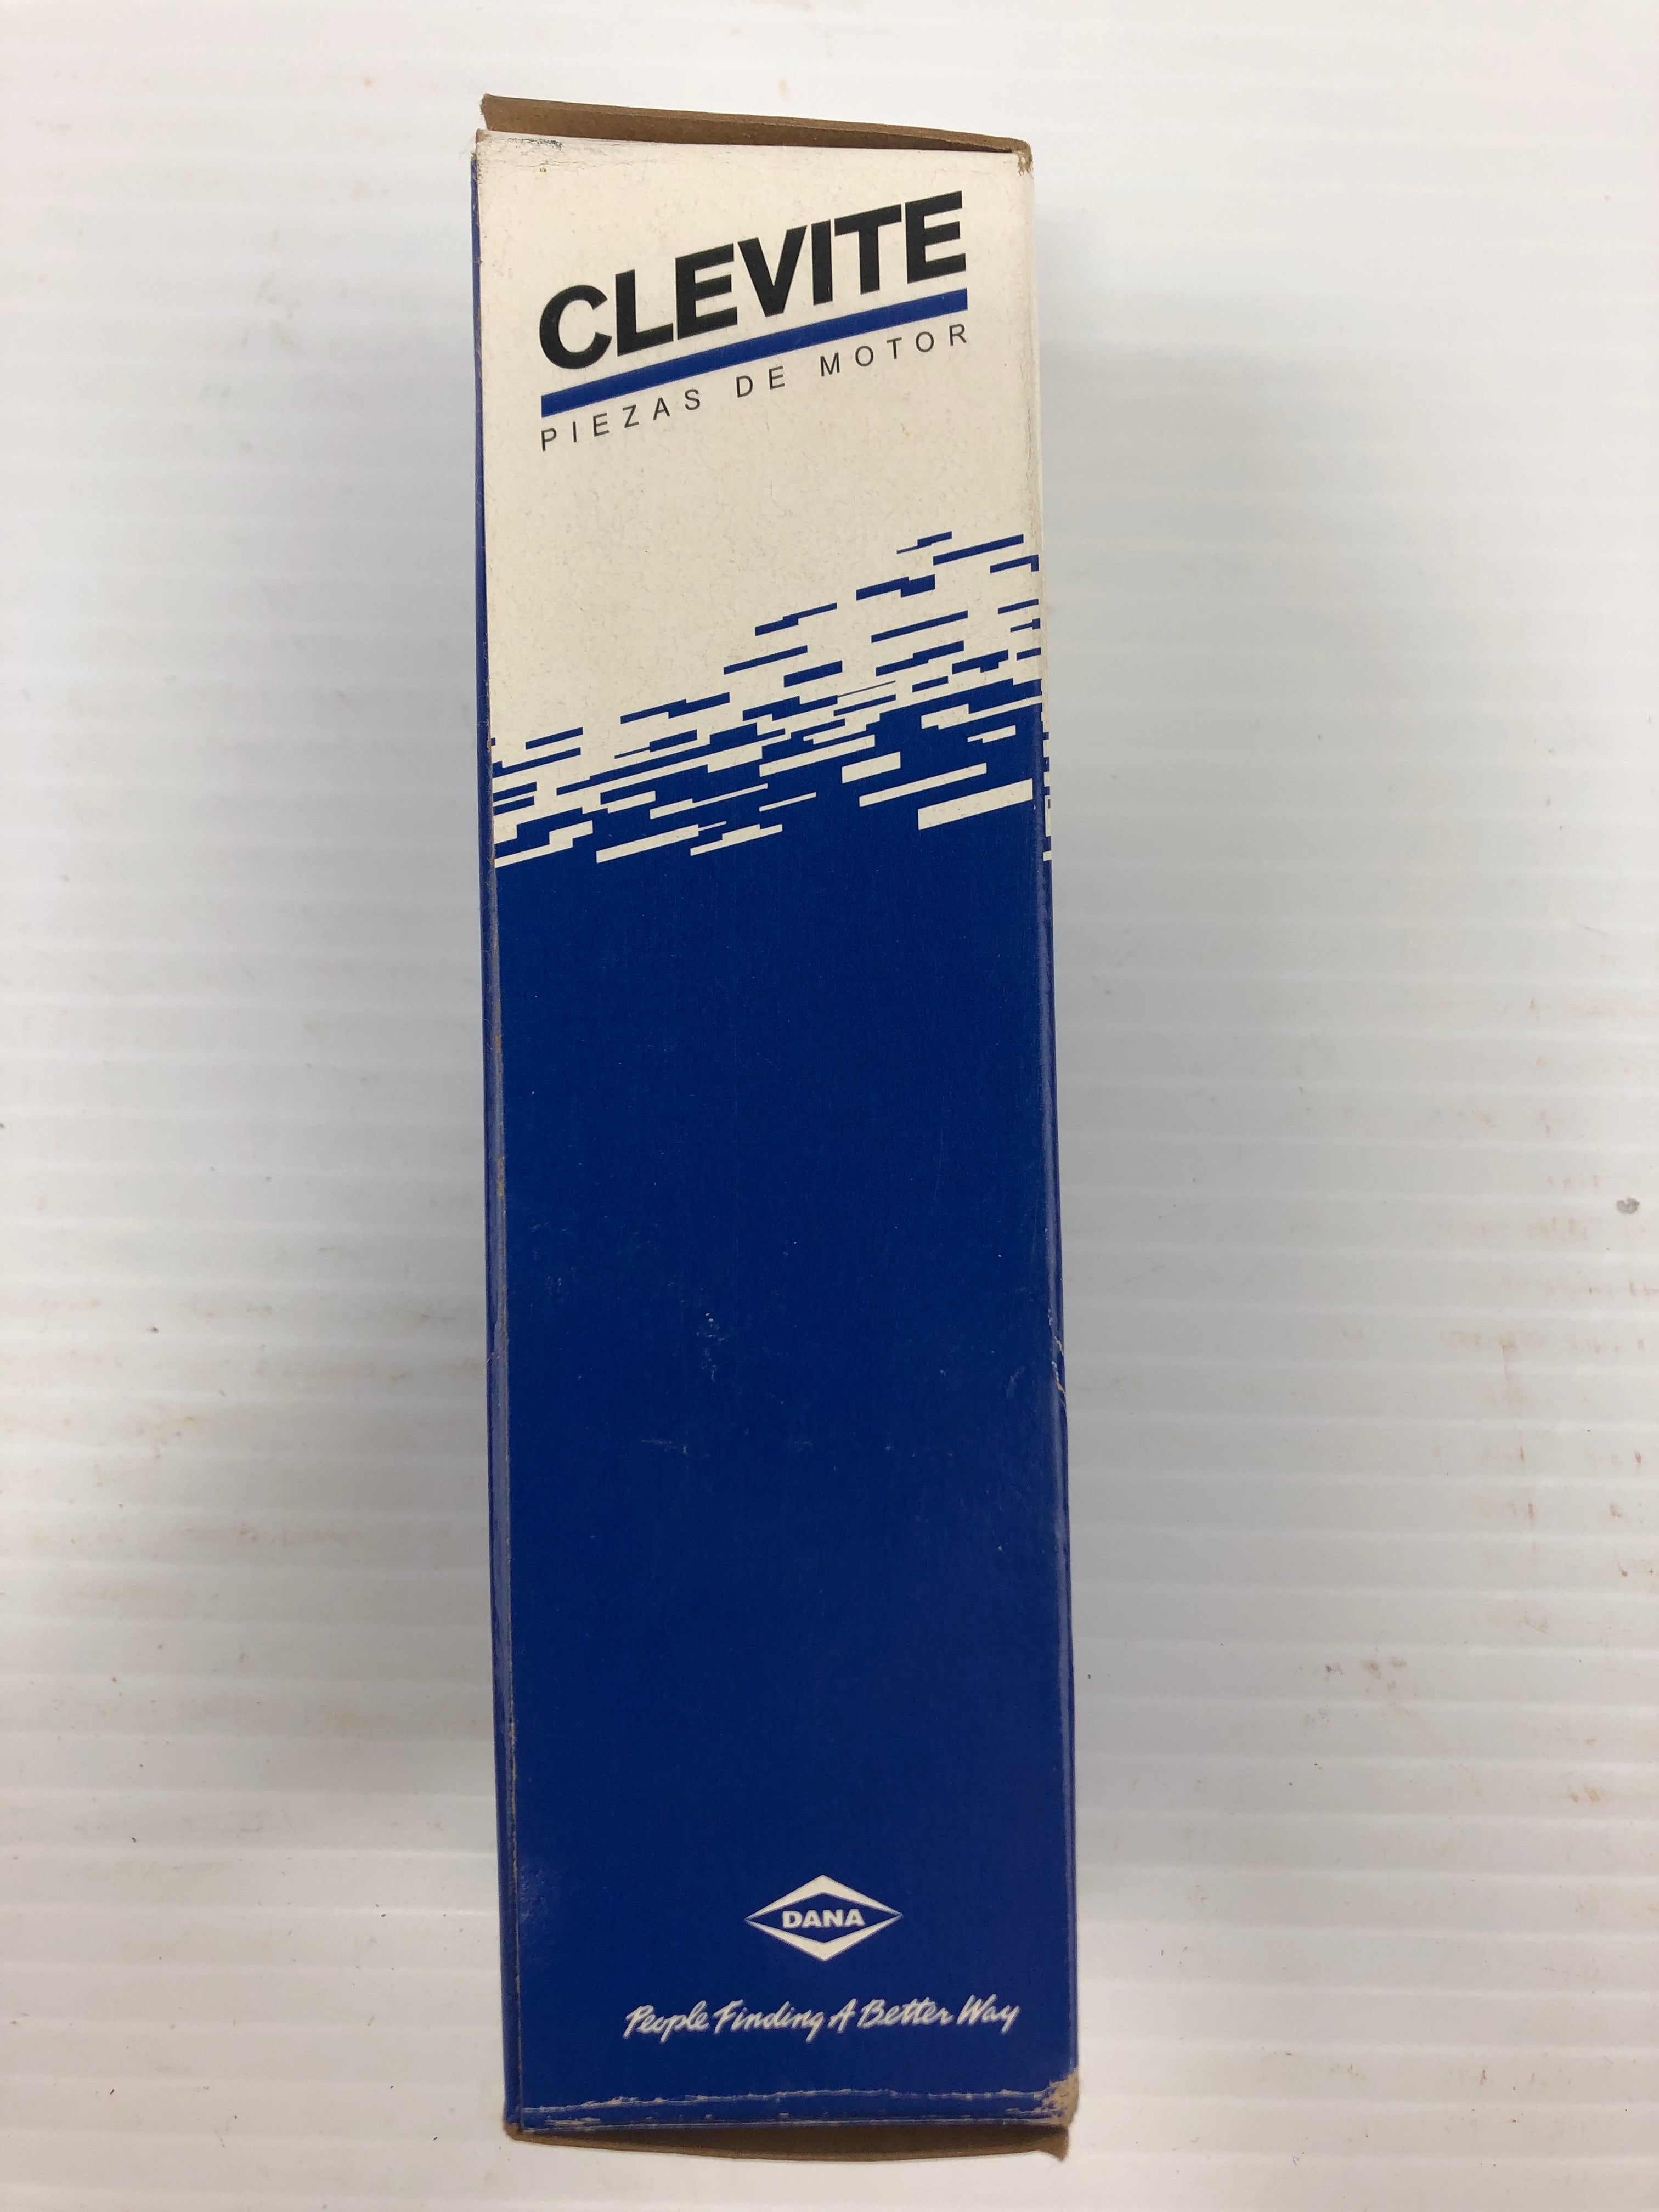 CLEVITE
PIEZAS DE MOTOR
DANA
People Finding A Better Way